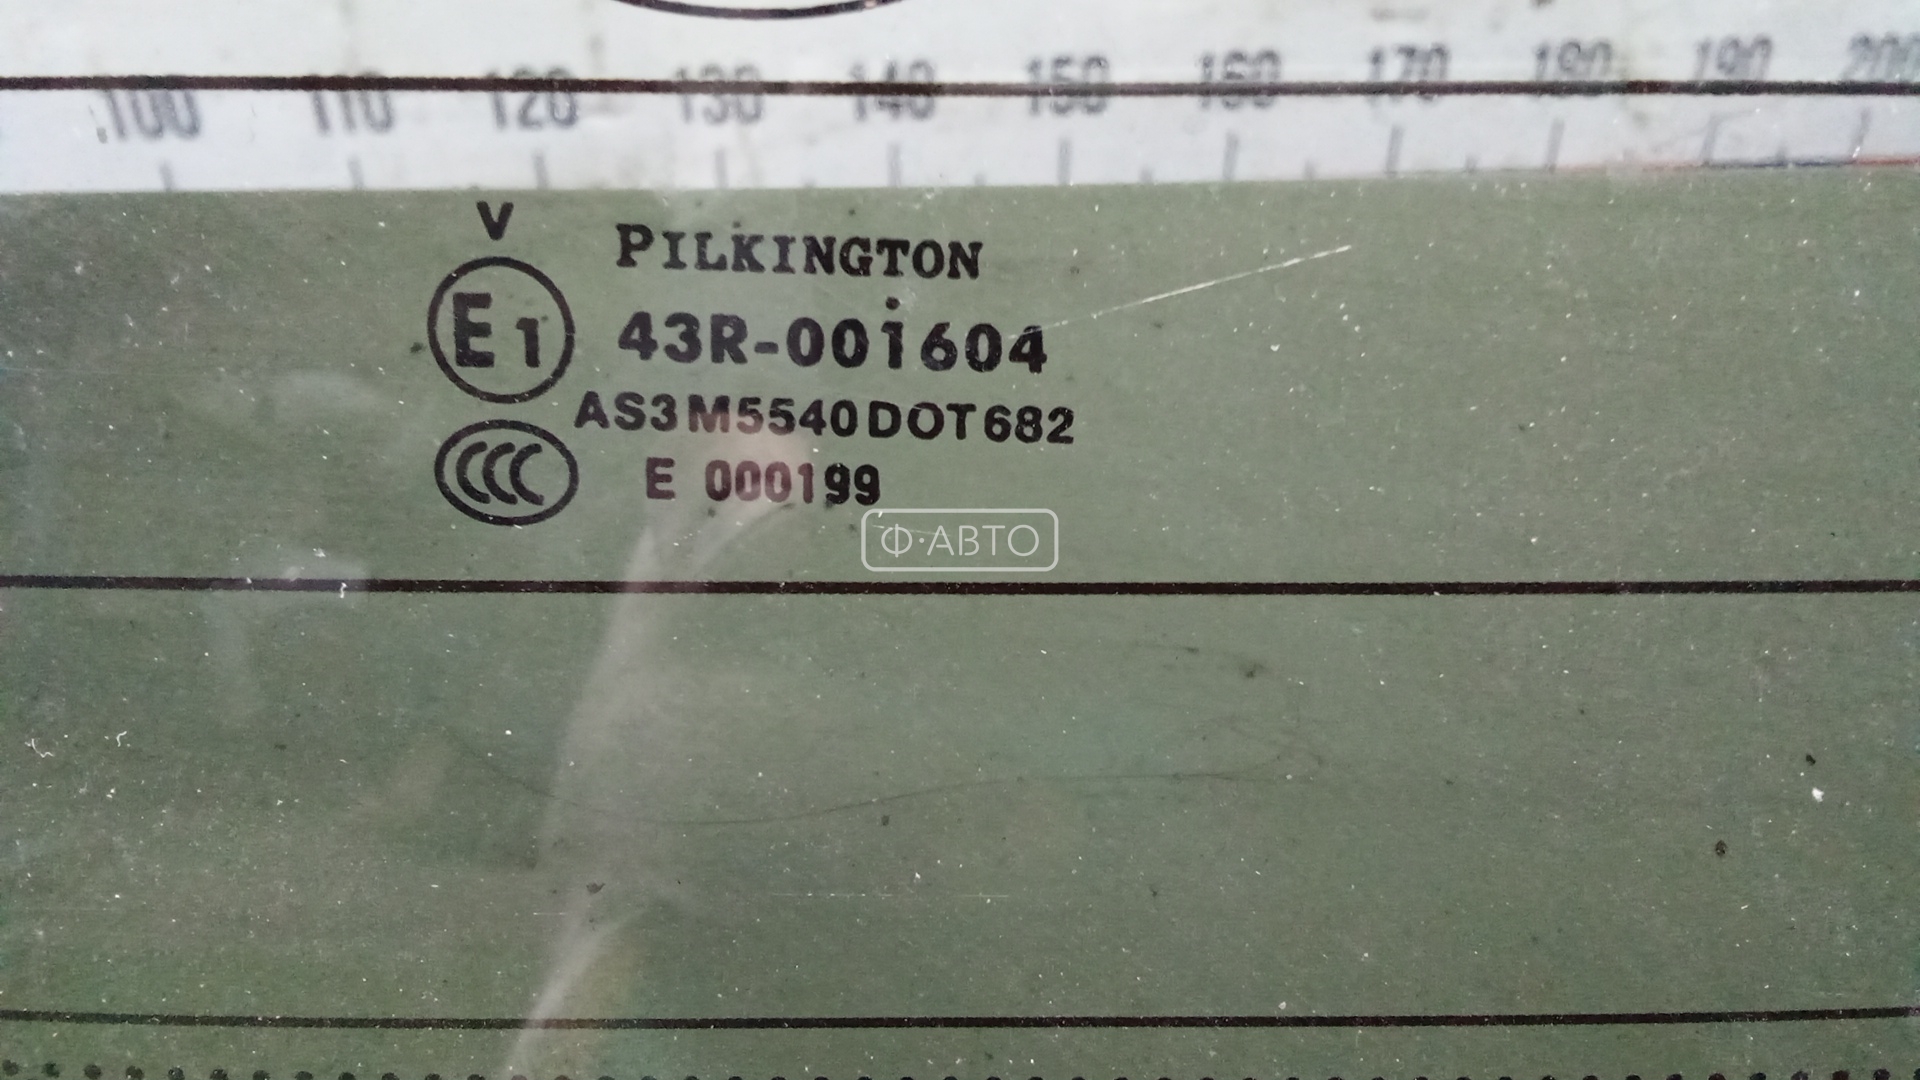 100 110 120 130 140 150 160 170 180 190 200
V
PILKINGTON
E1
43R-001604
AS3 M5540 DOT 682
CCC
E 000199
Ф·АВТО